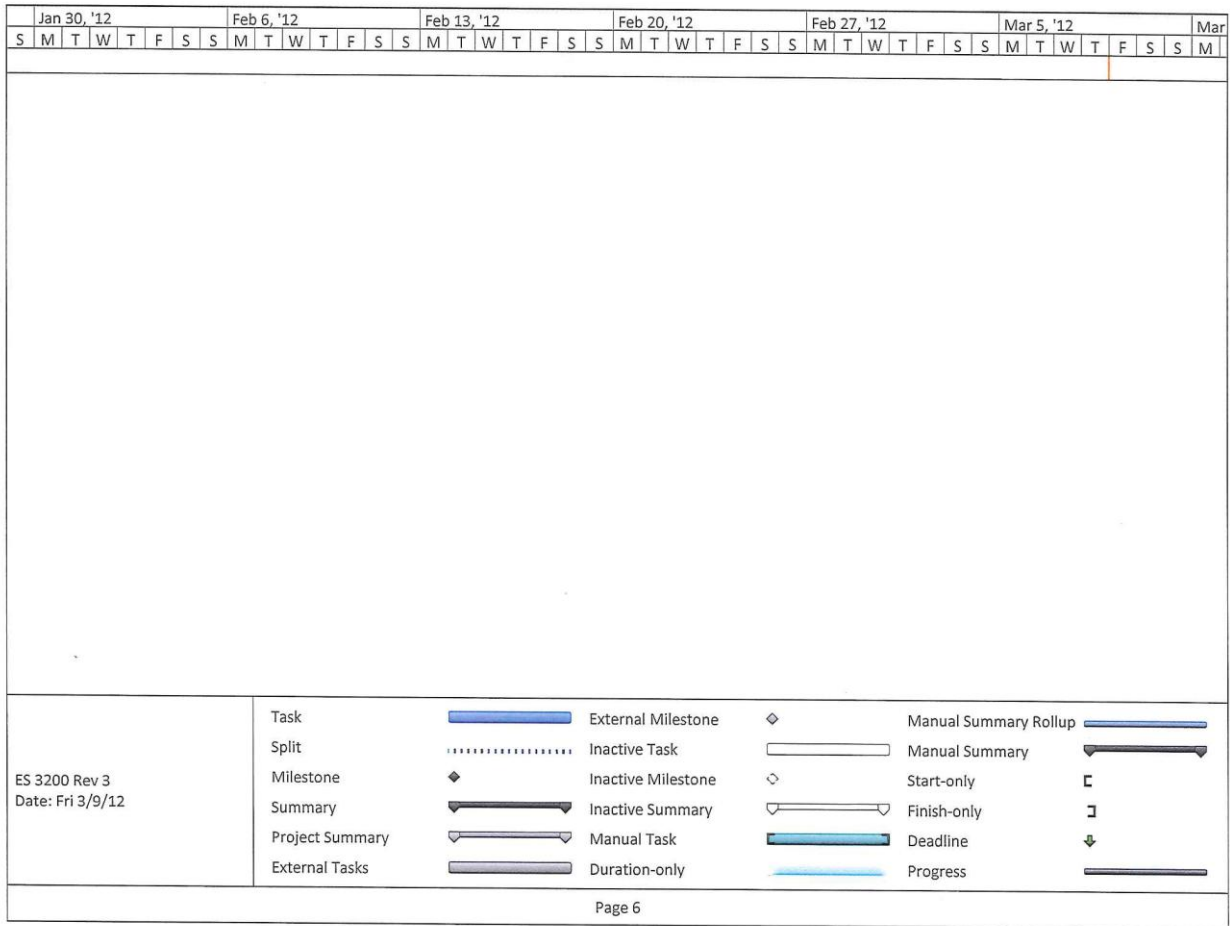 Jan 30, '12 Feb 6, '12 Feb 13, '12 Feb 20, '12 Feb 27, '12 Mar 5, '12 Mar
S M T W T F S S M T W T F S S M T W T F S S M T W T F S S M T W T F S S M T W T F S S M
Task External Milestone Manual Summary Rollup
Split Inactive Task Manual Summary
ES 3200 Rev 3
Date: Fri 3/9/12
Milestone Inactive Milestone Start-only
Summary Inactive Summary Finish-only
Project Summary Manual Task Deadline
External Tasks Duration-only Progress
Page 6